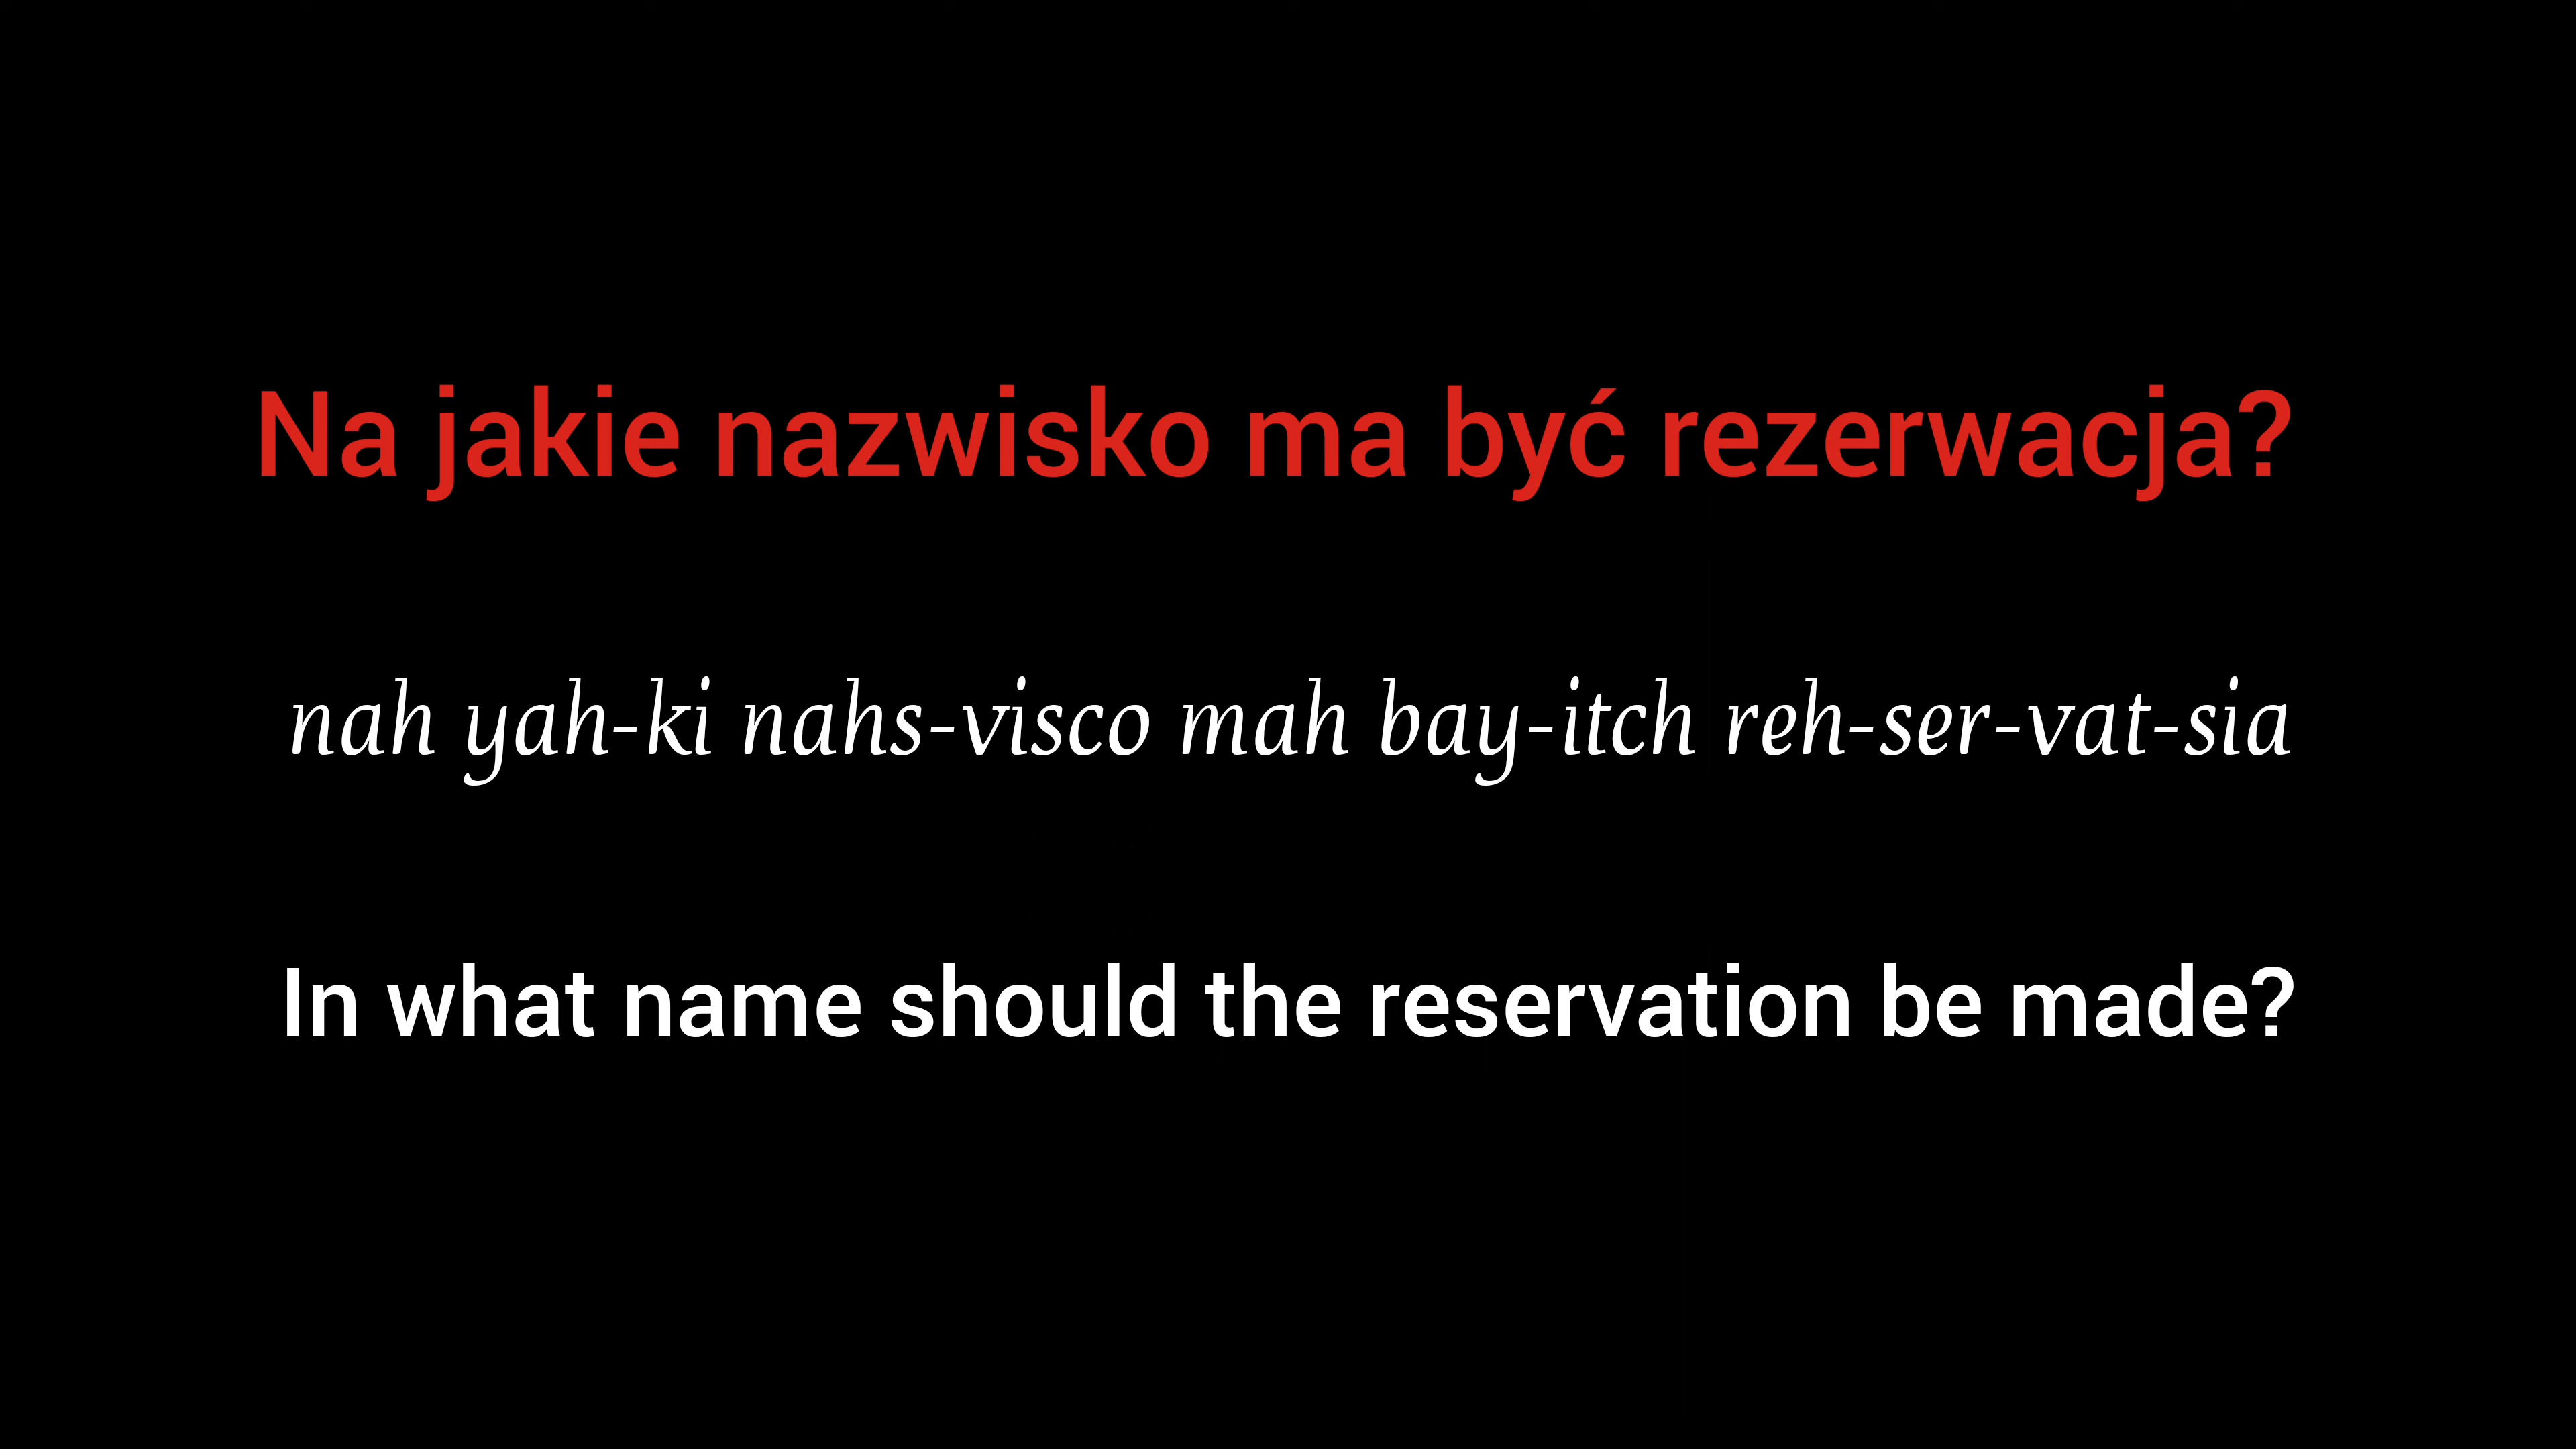 Na jakie nazwisko ma być rezerwacja?
nah yah-ki nahs-visco mah bay-itch reh-ser-vat-sia
In what name should the reservation be made?